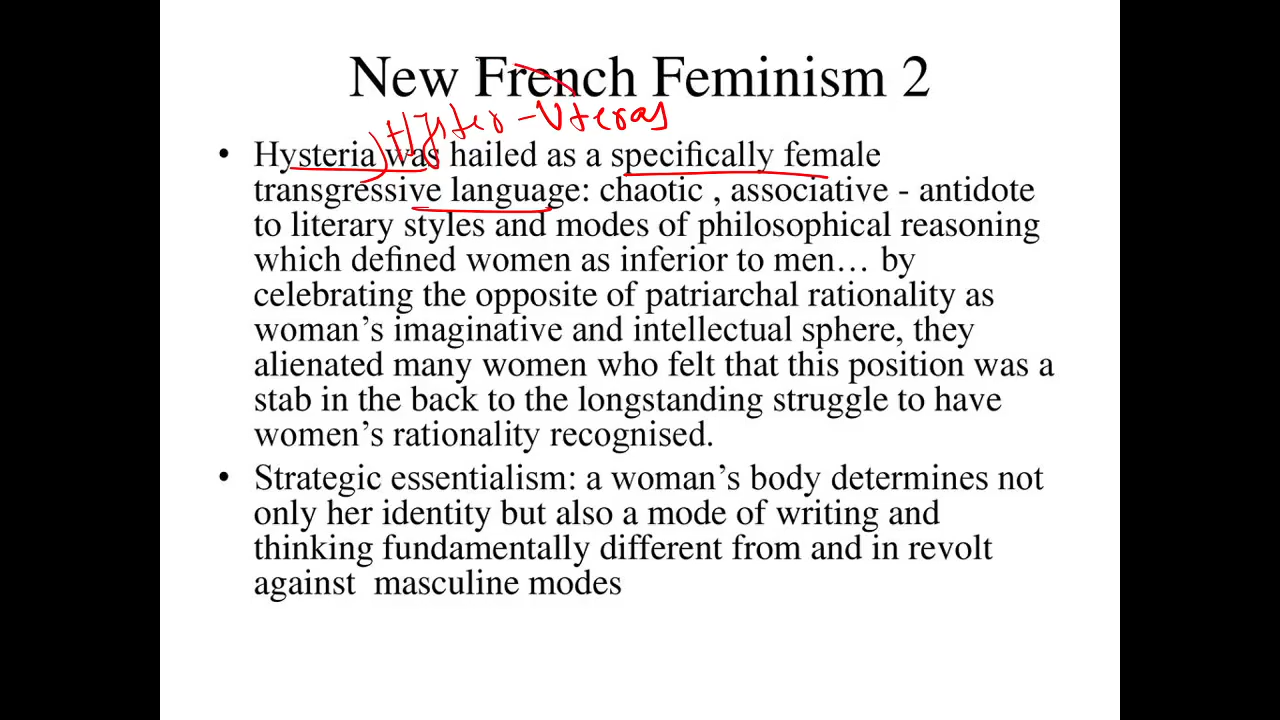 New French Feminism 2
Hyster - Uteras
• Hysteria was hailed as a specifically female
transgressive language: chaotic , associative - antidote
to literary styles and modes of philosophical reasoning
which defined women as inferior to men… by
celebrating the opposite of patriarchal rationality as
woman’s imaginative and intellectual sphere, they
alienated many women who felt that this position was a
stab in the back to the longstanding struggle to have
women’s rationality recognised.
• Strategic essentialism: a woman’s body determines not
only her identity but also a mode of writing and
thinking fundamentally different from and in revolt
against  masculine modes